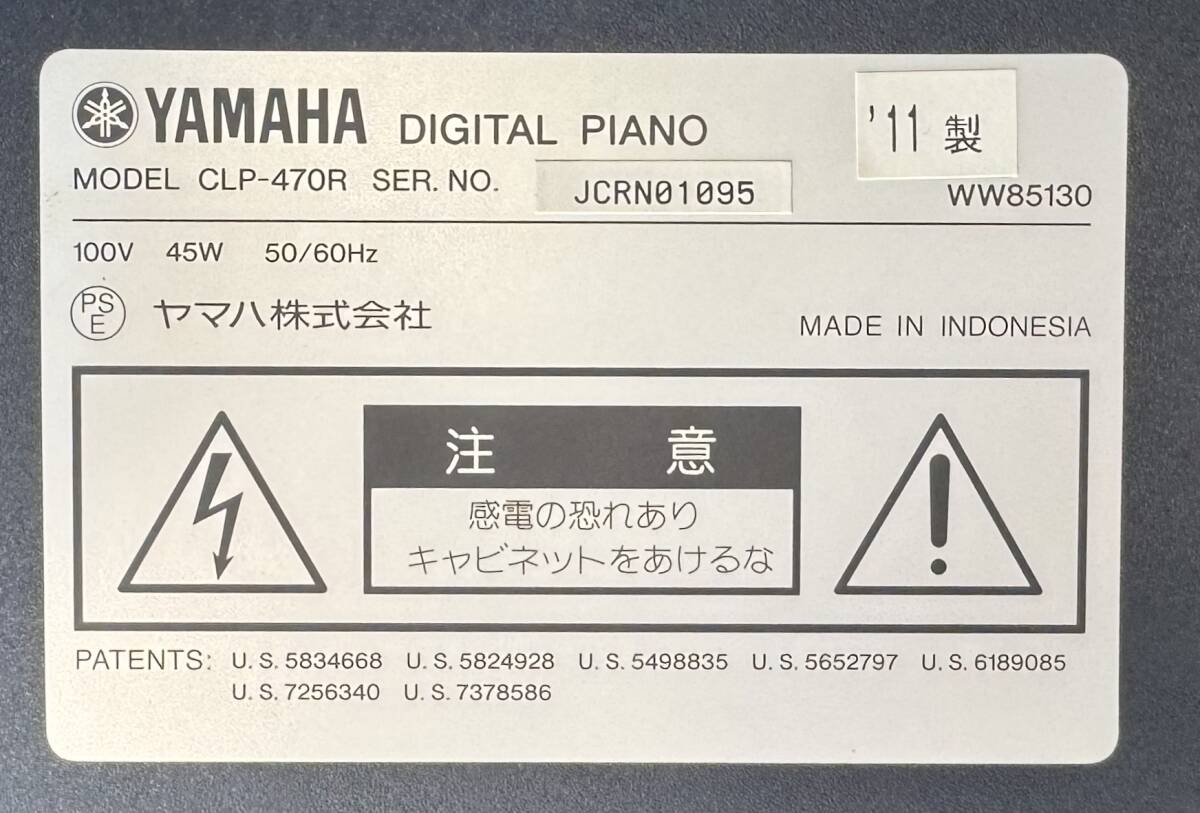 YAMAHA DIGITAL PIANO
'11 製
MODEL CLP-470R SER. NO. JCRN01095
WW85130
100V 45W 50/60Hz
PSE ヤマハ株式会社
MADE IN INDONESIA
注 意
感電の恐れあり
キャビネットをあけるな
PATENTS: U.S.5834668 U.S.5824928 U.S.5498835 U.S.5652797 U.S.6189085
U.S.7256340 U.S.7378586